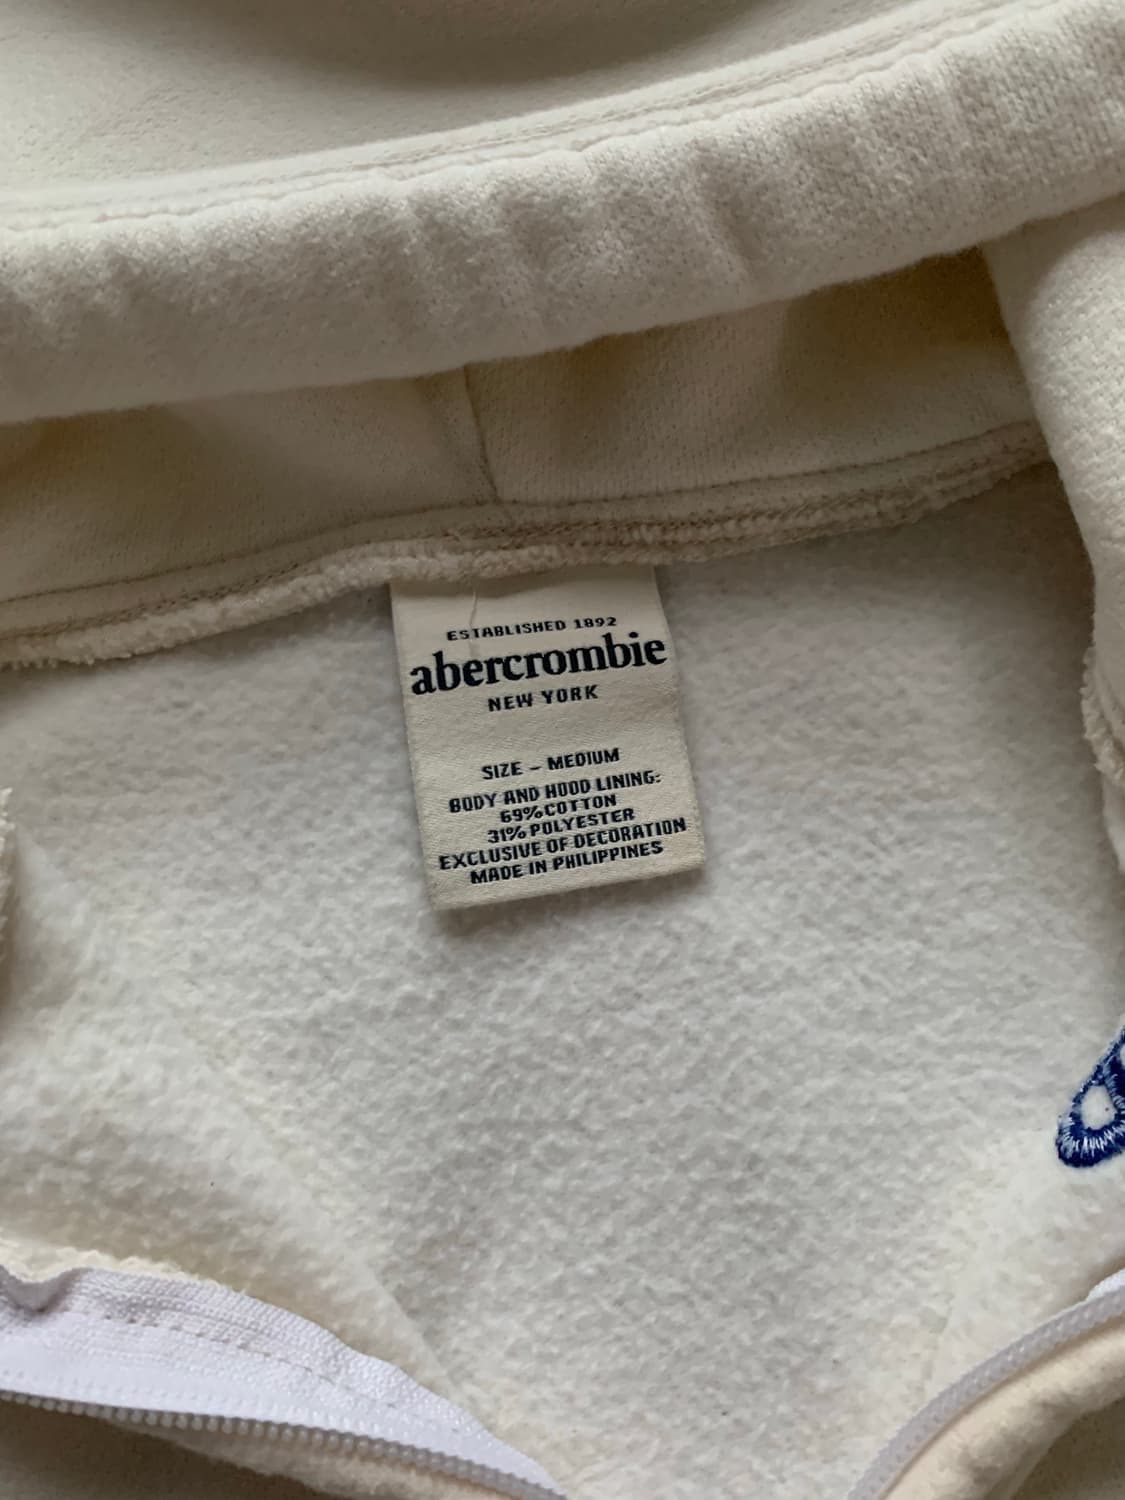 ESTABLISHED 1892
abercrombie
NEW YORK
SIZE – MEDIUM
BODY AND HOOD LINING:
69%COTTON
31% POLYESTER
EXCLUSIVE OF DECORATION
MADE IN PHILIPPINES